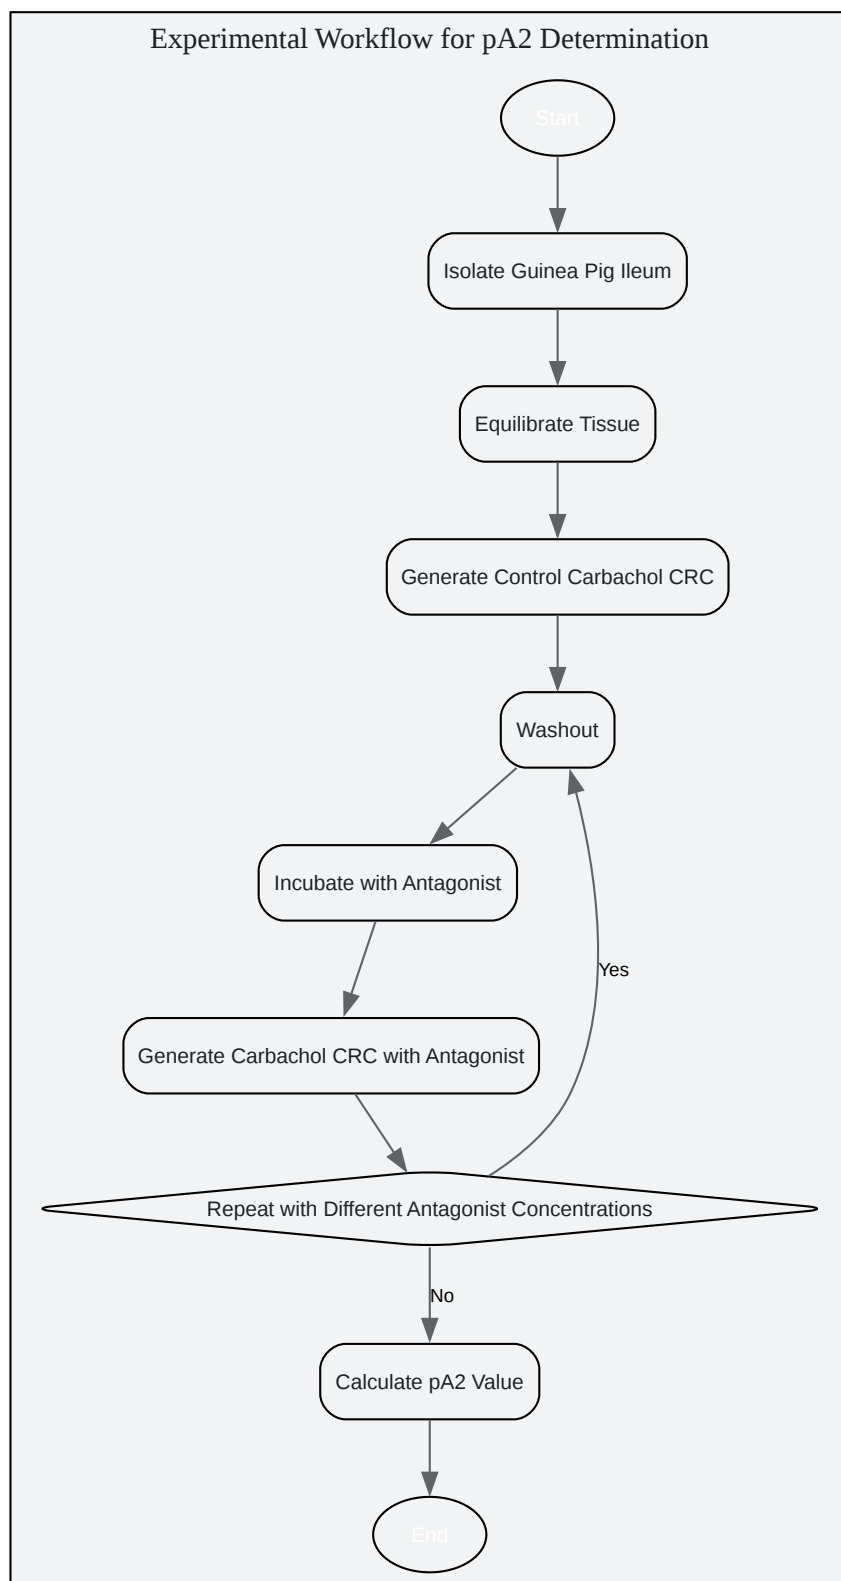 Experimental Workflow for pA2 Determination
Start
Isolate Guinea Pig Ileum
Equilibrate Tissue
Generate Control Carbachol CRC
Washout
Incubate with Antagonist
Yes
Generate Carbachol CRC with Antagonist
Repeat with Different Antagonist Concentrations
No
Calculate pA2 Value
End